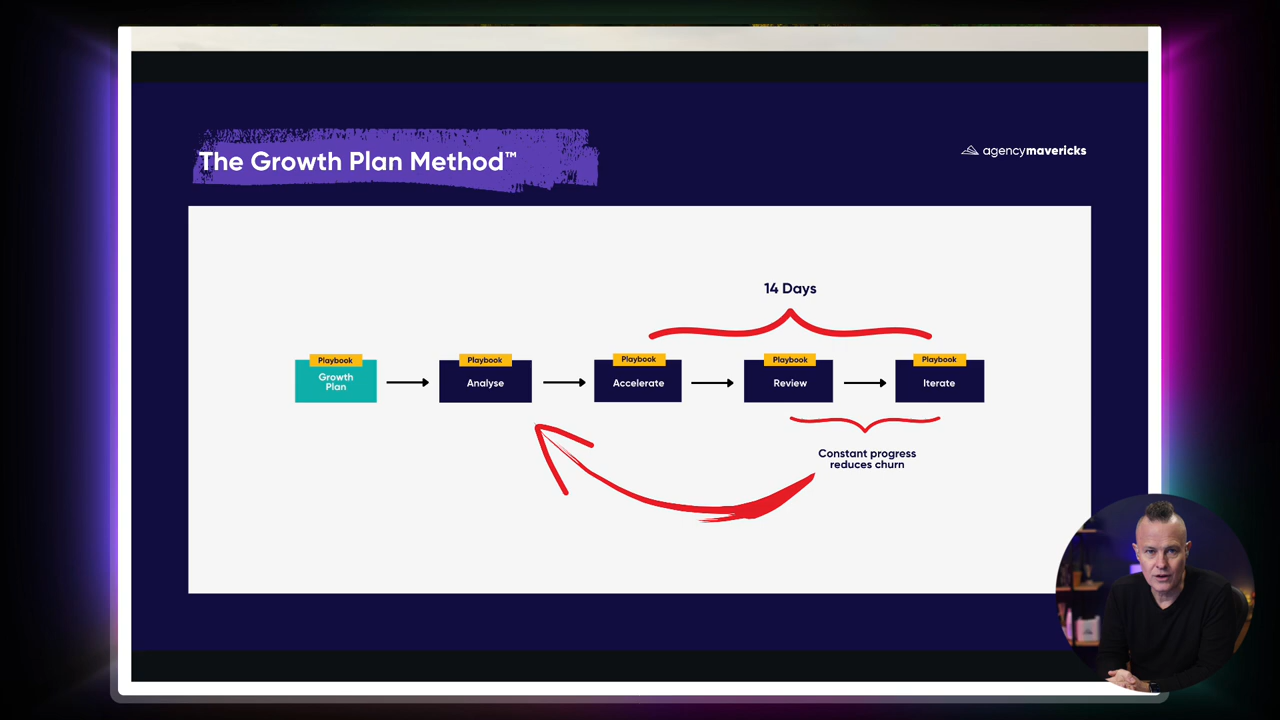 The Growth Plan Method™
agencymavericks
14 Days
Playbook
Growth
Plan
Playbook
Analyse
Playbook
Accelerate
Playbook
Review
Playbook
Iterate
Constant progress
reduces churn